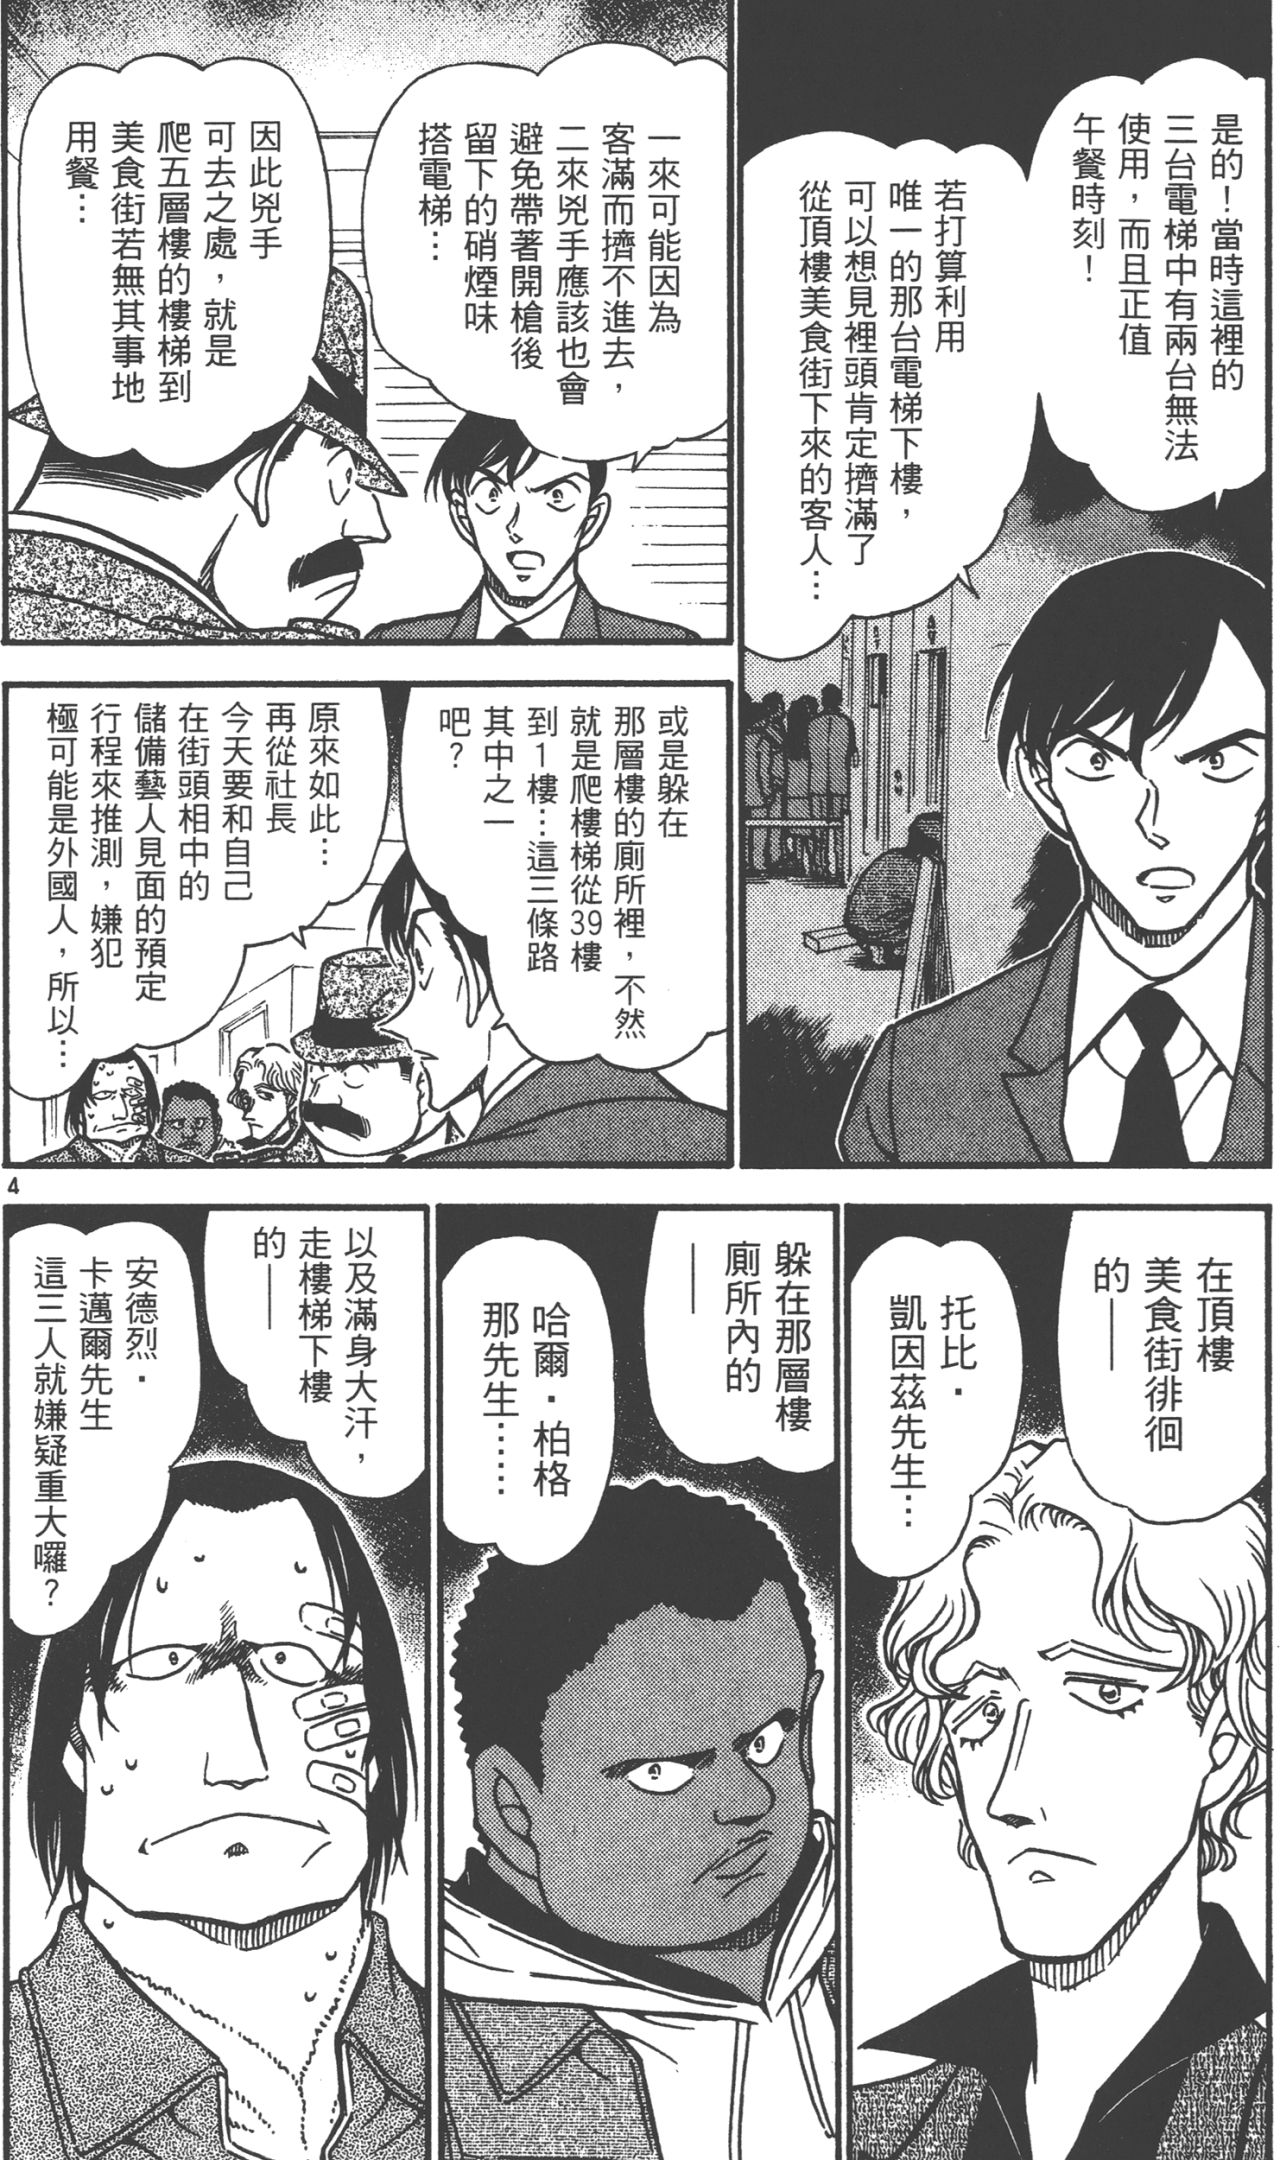 是的！當時這裡的
三台電梯中有兩台無法
使用，而且正值
午餐時刻！
若打算利用
唯一的那台電梯下樓，
可以想見裡頭肯定擠滿了
從頂樓美食街下來的客人…
一來可能因為
客滿而擠不進去，
二來兇手應該也會
避免帶著開槍後
留下的硝煙味
搭電梯…
因此兇手
可去之處，就是
爬五層樓的樓梯到
美食街若無其事地
用餐…
或是躲在
那層樓的廁所裡，不然
就是爬樓梯從39樓
到1樓…這三條路
其中之一
吧？
原來如此…
再從社長
今天要和自己
在街頭相中的
儲備藝人見面的預定
行程來推測，嫌犯
極可能是外國人，所以…
4
在頂樓
美食街徘徊
的——
托比·
凱因茲先生…
躲在那層樓
廁所內的
——
哈爾·柏格
那先生……
以及滿身大汗，
走樓梯下樓
的——
安德烈·
卡邁爾先生
這三人就嫌疑重大囉？